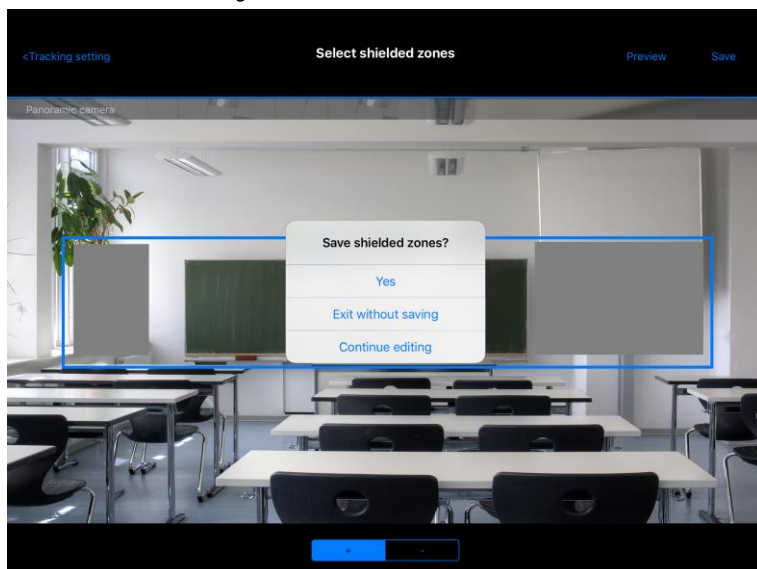 <Tracking setting
Select shielded zones
Preview
Save
Panoramic camera
Save shielded zones?
Yes
Exit without saving
Continue editing
+
-